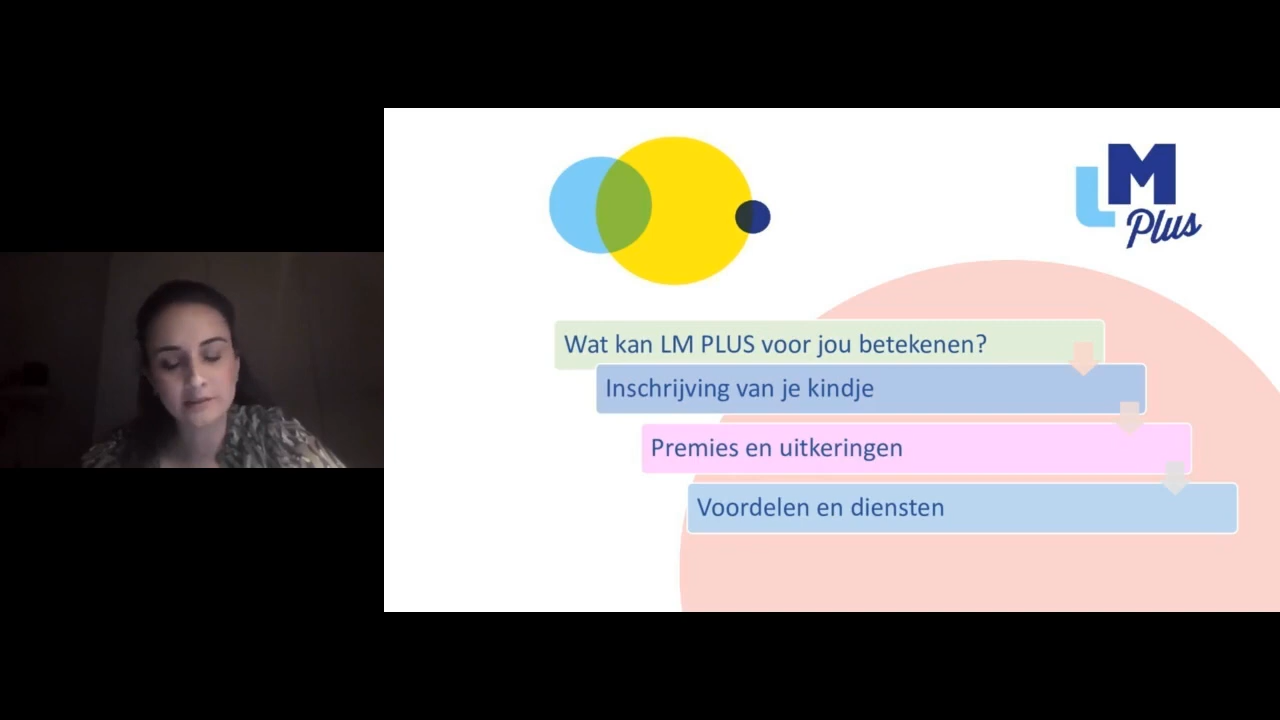 LM
Plus
Wat kan LM PLUS voor jou betekenen?
Inschrijving van je kindje
Premies en uitkeringen
Voordelen en diensten